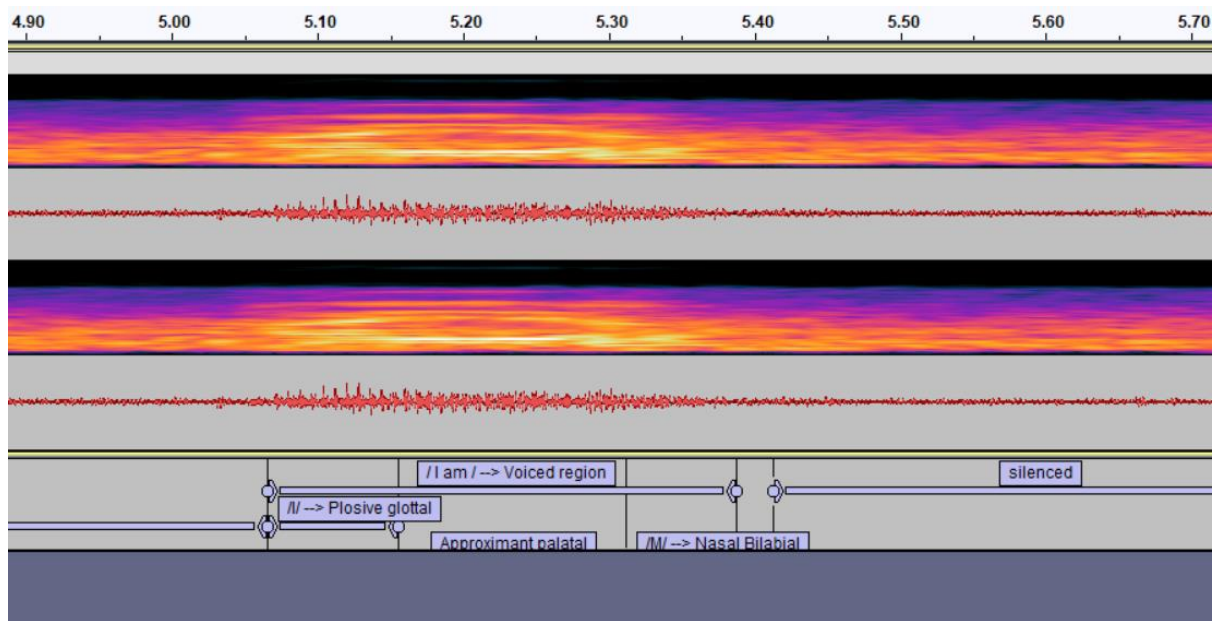 4.90 5.00 5.10 5.20 5.30 5.40 5.50 5.60 5.70
/ I am / --> Voiced region silenced
/I/ --> Plosive glottal
Approximant palatal /M/ --> Nasal Bilabial